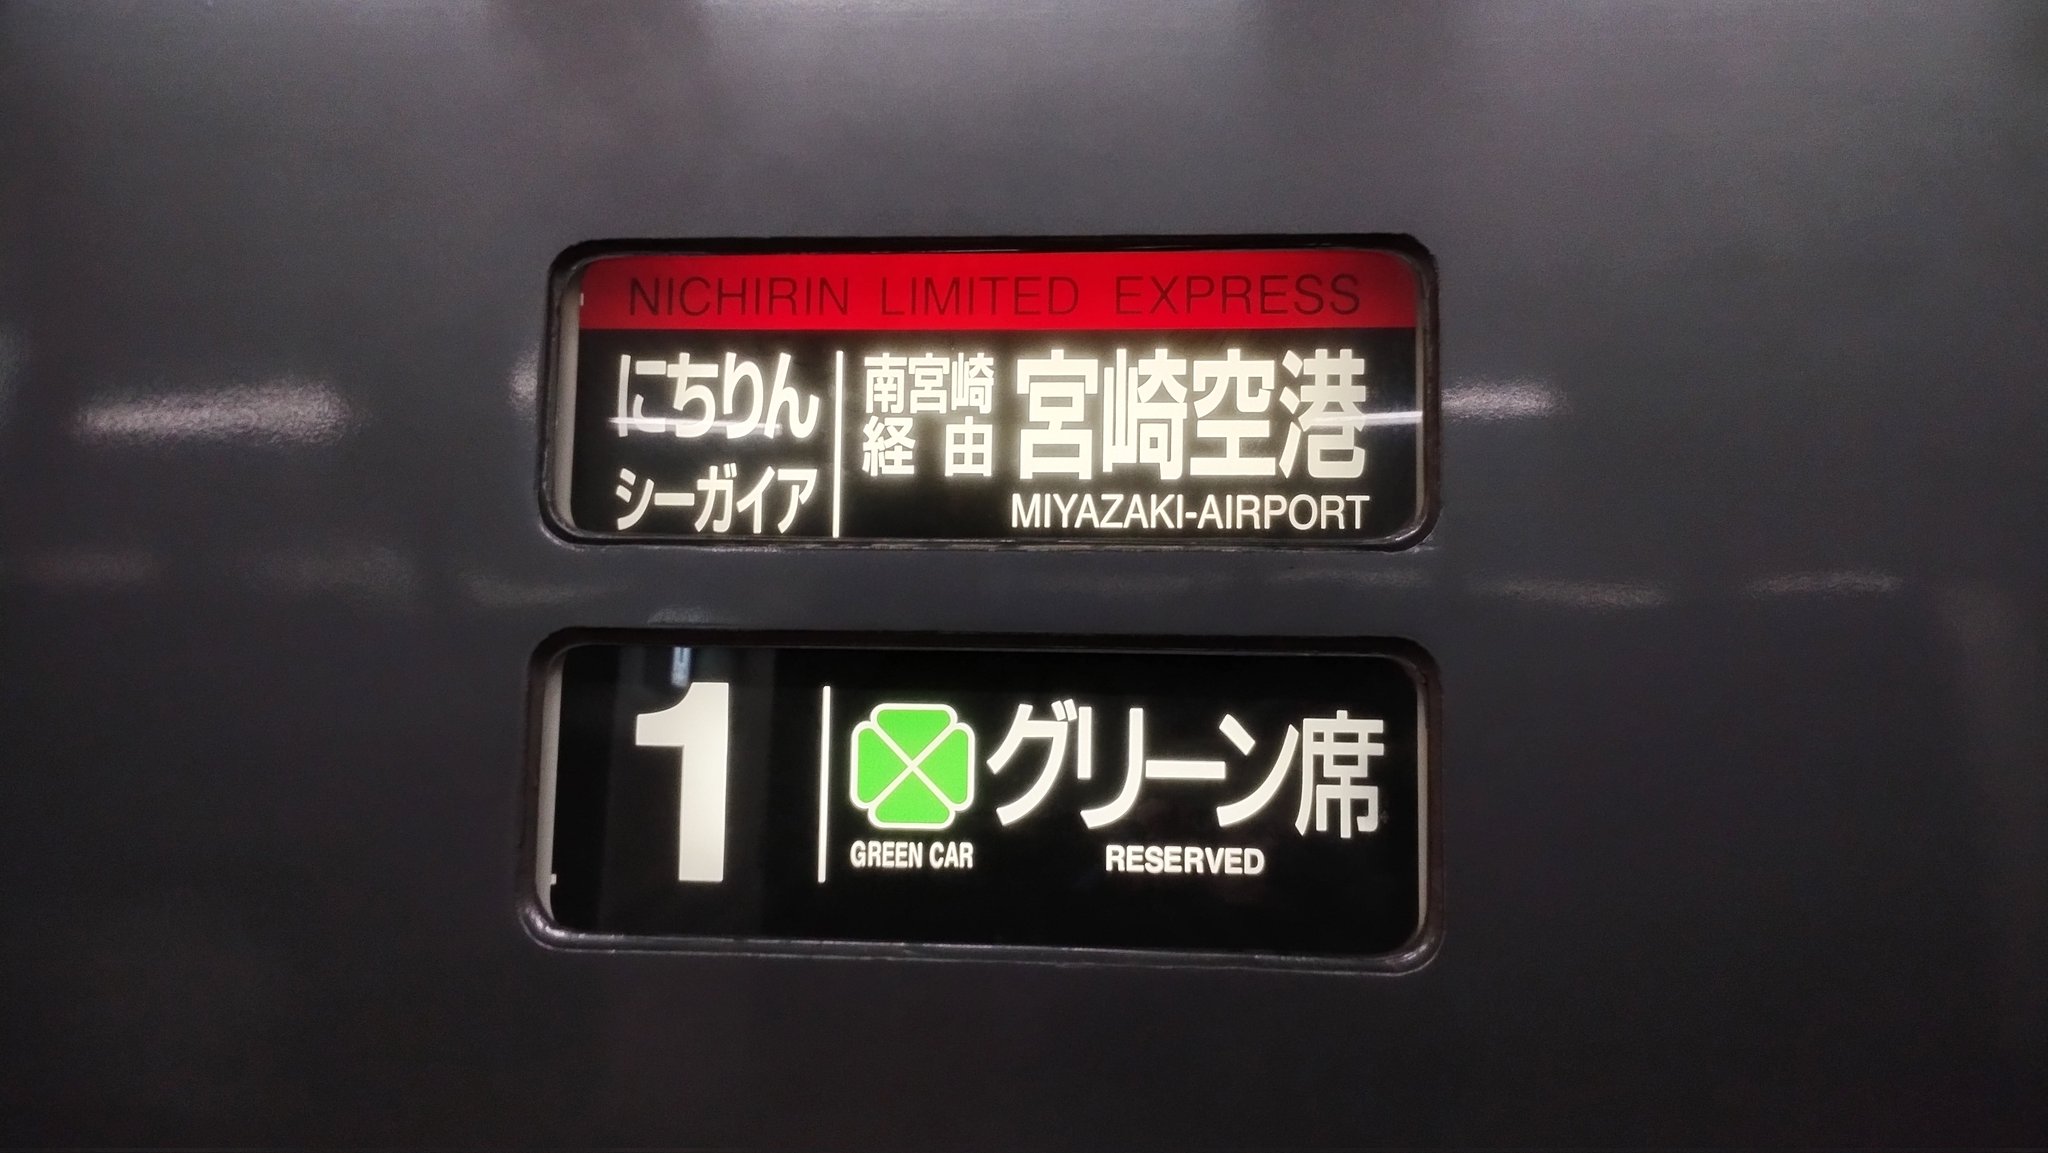 NICHIRIN LIMITED EXPRESS
にちりん
シーガイア
南宮崎
経由
宮崎空港
MIYAZAKI-AIRPORT
1
グリーン席
GREEN CAR
RESERVED